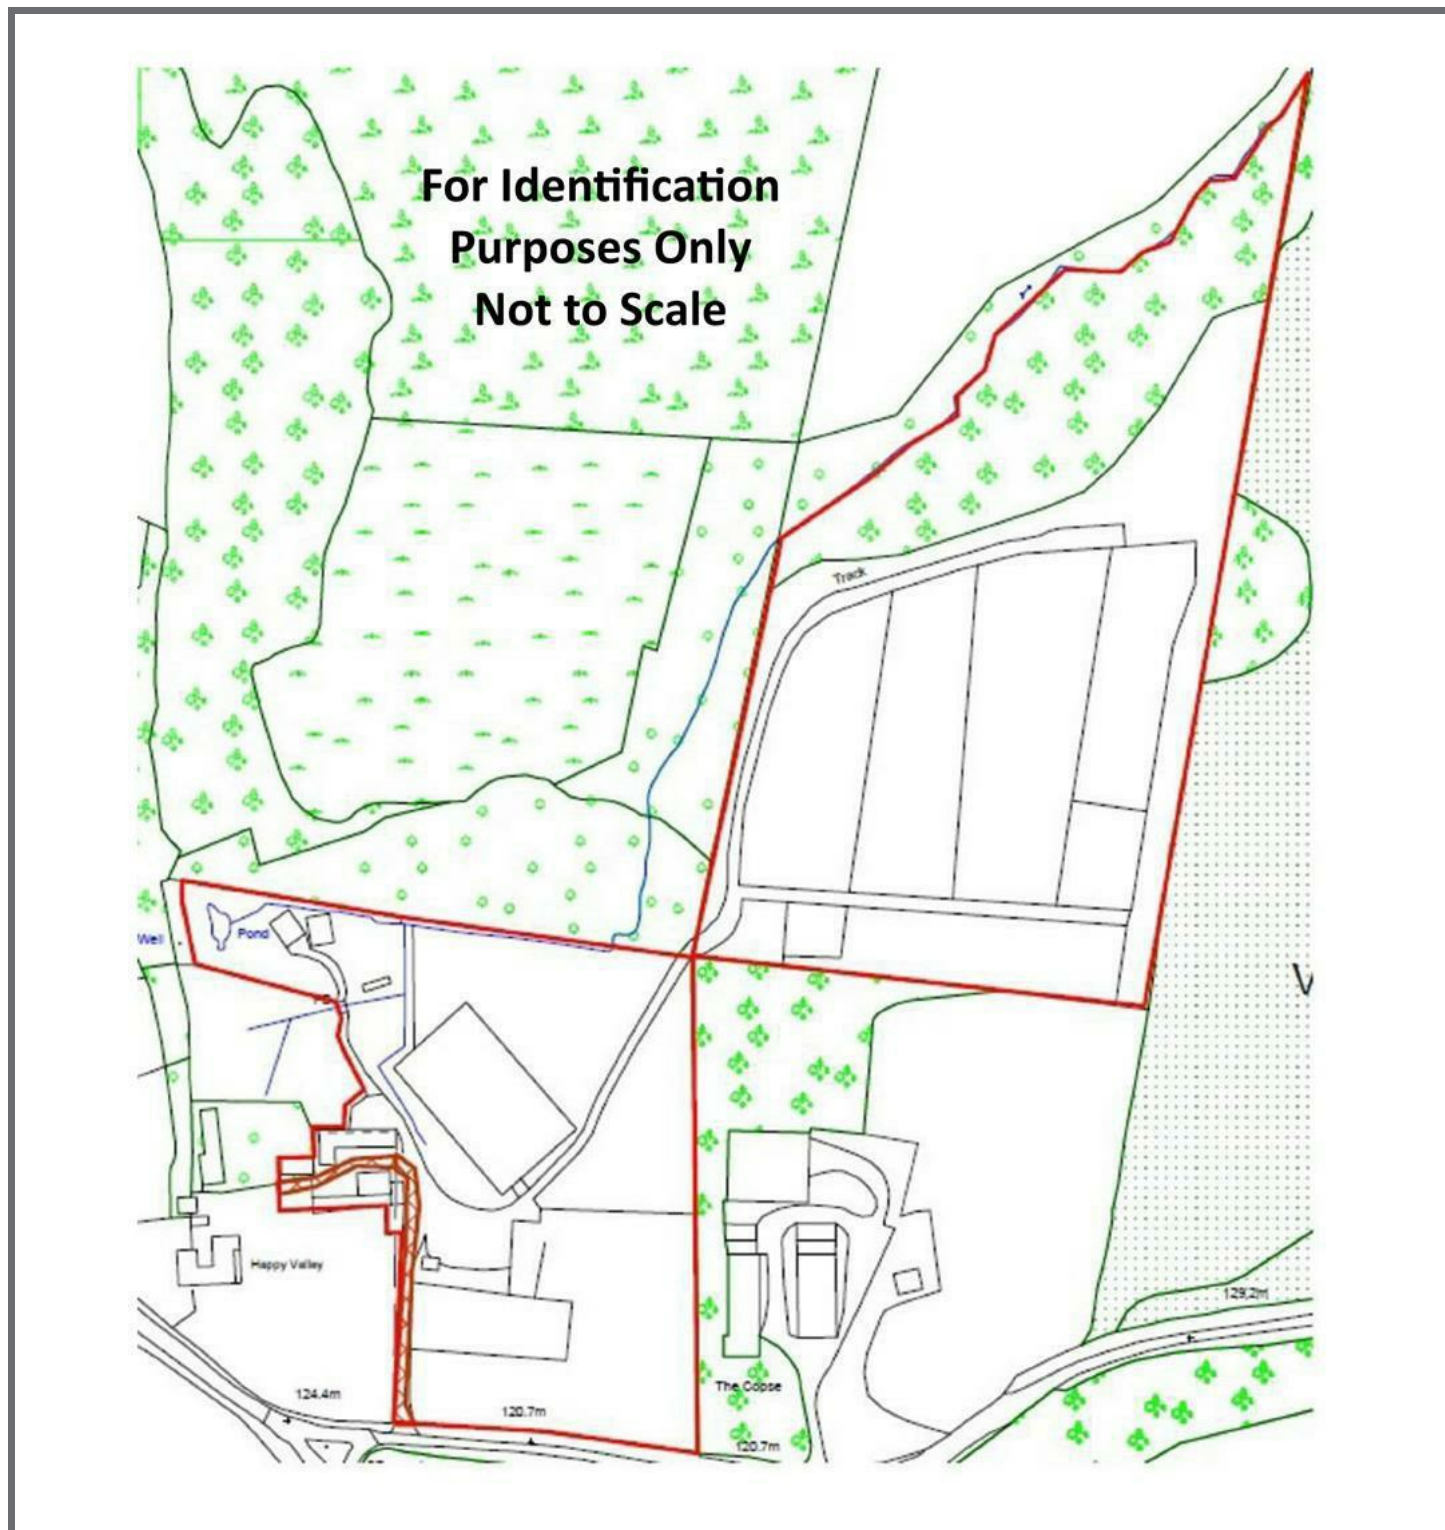 For Identification
Purposes Only
Not to Scale
Track
Well
Pond
Happy Valley
129.2m
124.4m
120.7m
The Copse
120.7m